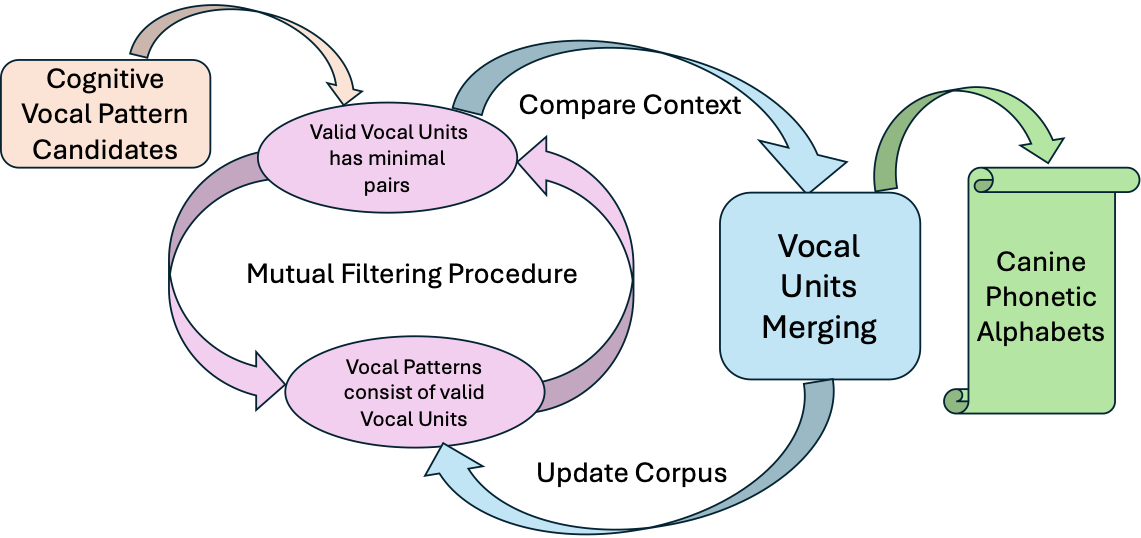 Cognitive
Vocal Pattern
Candidates
Valid Vocal Units
has minimal
pairs
Compare Context
Mutual Filtering Procedure
Vocal
Units
Merging
Canine
Phonetic
Alphabets
Vocal Patterns
consist of valid
Vocal Units
Update Corpus